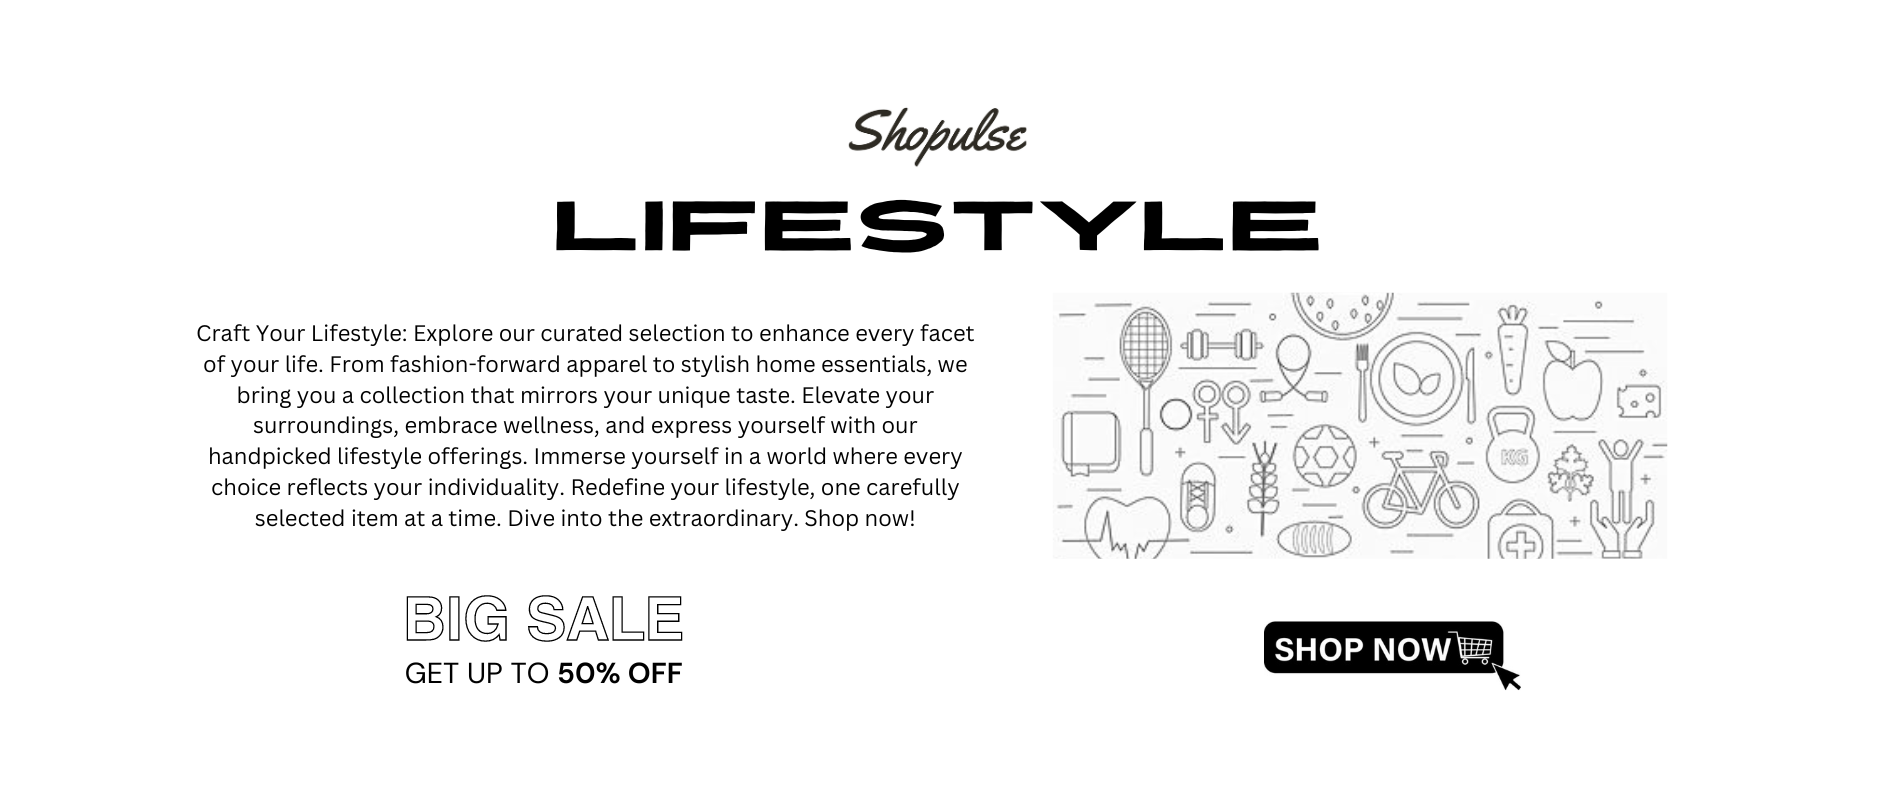 Shopulse
LIFESTYLE
Craft Your Lifestyle: Explore our curated selection to enhance every facet
of your life. From fashion-forward apparel to stylish home essentials, we
bring you a collection that mirrors your unique taste. Elevate your
surroundings, embrace wellness, and express yourself with our
handpicked lifestyle offerings. Immerse yourself in a world where every
choice reflects your individuality. Redefine your lifestyle, one carefully
selected item at a time. Dive into the extraordinary. Shop now!
KG
BIG SALE
GET UP TO 50% OFF
SHOP NOW